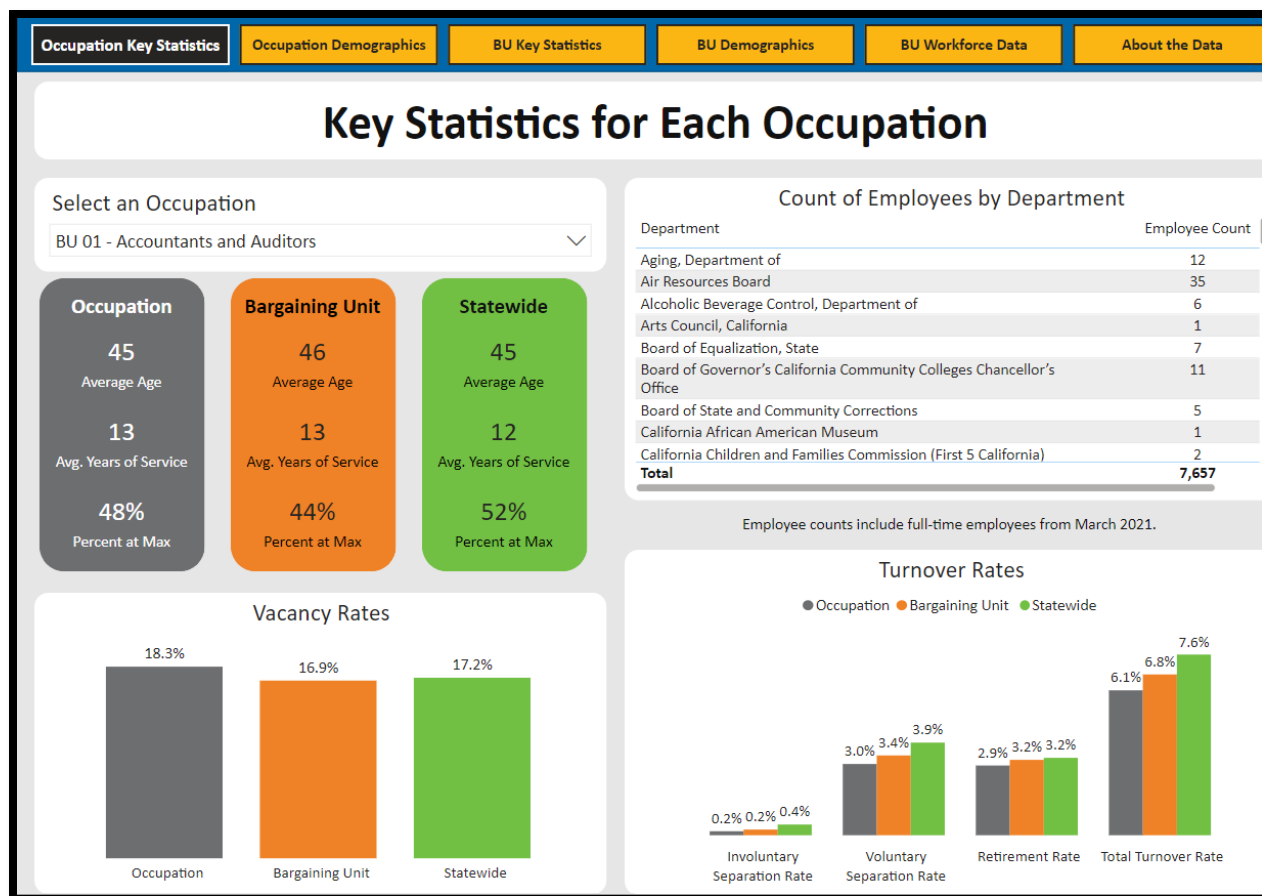 Occupation Key Statistics
Occupation Demographics
BU Key Statistics
BU Demographics
BU Workforce Data
About the Data
Key Statistics for Each Occupation
Select an Occupation
BU 01 - Accountants and Auditors
Occupation
45
Average Age
13
Avg. Years of Service
48%
Percent at Max
Bargaining Unit
46
Average Age
13
Avg. Years of Service
44%
Percent at Max
Statewide
45
Average Age
12
Avg. Years of Service
52%
Percent at Max
Count of Employees by Department
Department Employee Count
Aging, Department of 12
Air Resources Board 35
Alcoholic Beverage Control, Department of 6
Arts Council, California 1
Board of Equalization, State 7
Board of Governor’s California Community Colleges Chancellor’s 11
Office
Board of State and Community Corrections 5
California African American Museum 1
California Children and Families Commission (First 5 California) 2
Total 7,657
Employee counts include full-time employees from March 2021.
Vacancy Rates
18.3%
16.9%
17.2%
Occupation
Bargaining Unit
Statewide
Turnover Rates
Occupation Bargaining Unit Statewide
0.2% 0.2% 0.4%
3.0% 3.4% 3.9%
2.9% 3.2% 3.2%
6.1% 6.8% 7.6%
Involuntary
Separation Rate
Voluntary
Separation Rate
Retirement Rate
Total Turnover Rate